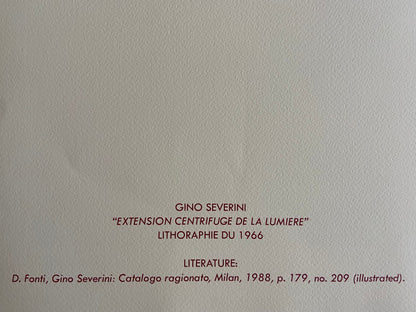 GINO SEVERINI
"EXTENSION CENTRIFUGE DE LA LUMIERE"
LITHORAPHIE DU 1966
LITERATURE:
D. Fonti, Gino Severini: Catalogo ragionato, Milan, 1988, p. 179, no. 209 (illustrated).